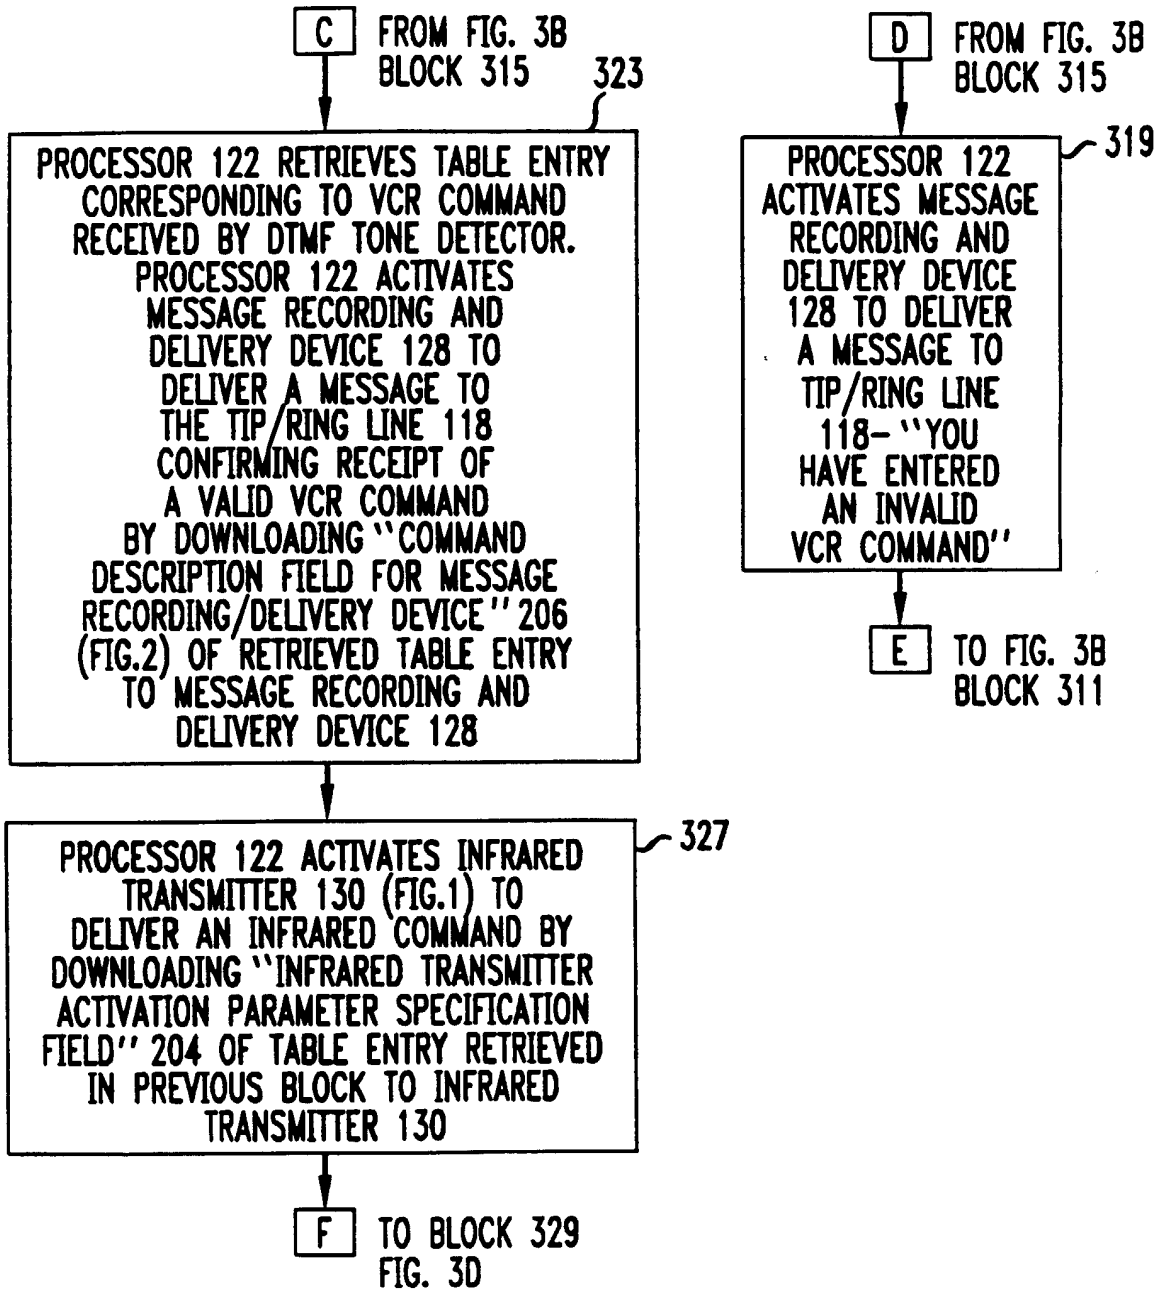 C FROM FIG. 3B
BLOCK 315
323
PROCESSOR 122 RETRIEVES TABLE ENTRY
CORRESPONDING TO VCR COMMAND
RECEIVED BY DTMF TONE DETECTOR.
PROCESSOR 122 ACTIVATES
MESSAGE RECORDING AND
DELIVERY DEVICE 128 TO
DELIVER A MESSAGE TO
THE TIP/RING LINE 118
CONFIRMING RECEIPT OF
A VALID VCR COMMAND
BY DOWNLOADING "COMMAND
DESCRIPTION FIELD FOR MESSAGE
RECORDING/DELIVERY DEVICE" 206
(FIG.2) OF RETRIEVED TABLE ENTRY
TO MESSAGE RECORDING AND
DELIVERY DEVICE 128
327
PROCESSOR 122 ACTIVATES INFRARED
TRANSMITTER 130 (FIG.1) TO
DELIVER AN INFRARED COMMAND BY
DOWNLOADING "INFRARED TRANSMITTER
ACTIVATION PARAMETER SPECIFICATION
FIELD" 204 OF TABLE ENTRY RETRIEVED
IN PREVIOUS BLOCK TO INFRARED
TRANSMITTER 130
F TO BLOCK 329
FIG. 3D
D FROM FIG. 3B
BLOCK 315
319
PROCESSOR 122
ACTIVATES MESSAGE
RECORDING AND
DELIVERY DEVICE
128 TO DELIVER
A MESSAGE TO
TIP/RING LINE
118- "YOU
HAVE ENTERED
AN INVALID
VCR COMMAND"
E TO FIG. 3B
BLOCK 311